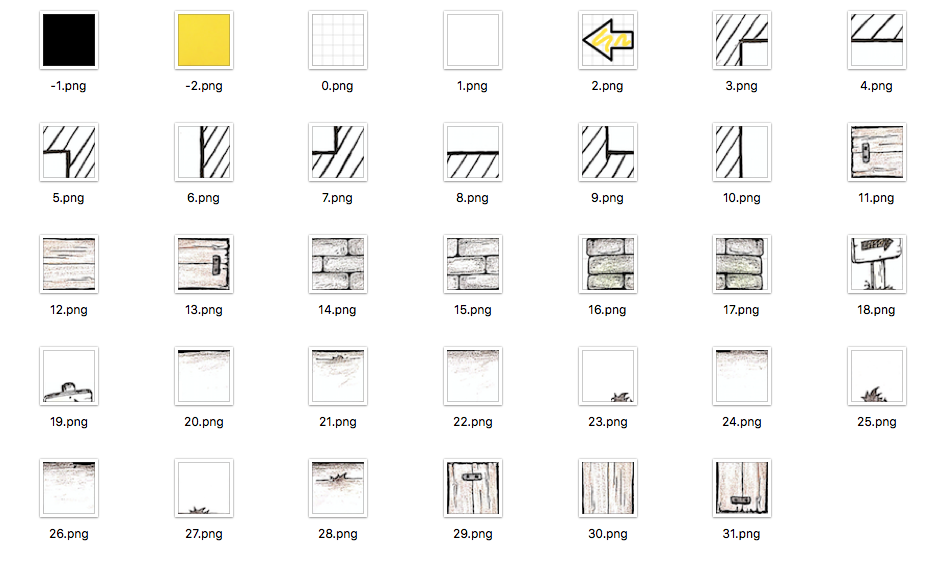 -1.png -2.png 0.png 1.png 2.png 3.png 4.png
5.png 6.png 7.png 8.png 9.png 10.png 11.png
12.png 13.png 14.png 15.png 16.png 17.png 18.png
19.png 20.png 21.png 22.png 23.png 24.png 25.png
26.png 27.png 28.png 29.png 30.png 31.png